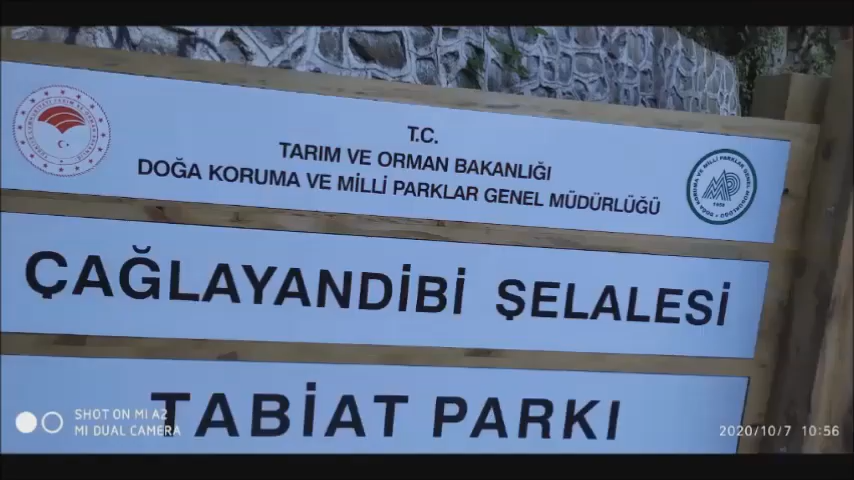 T.C.
TARIM VE ORMAN BAKANLIĞI
DOĞA KORUMA VE MİLLİ PARKLAR GENEL MÜDÜRLÜĞÜ
ÇAĞLAYANDİBİ ŞELALESİ
TABİAT PARKI
SHOT ON MI A2
MI DUAL CAMERA
2020/10/7 10:56